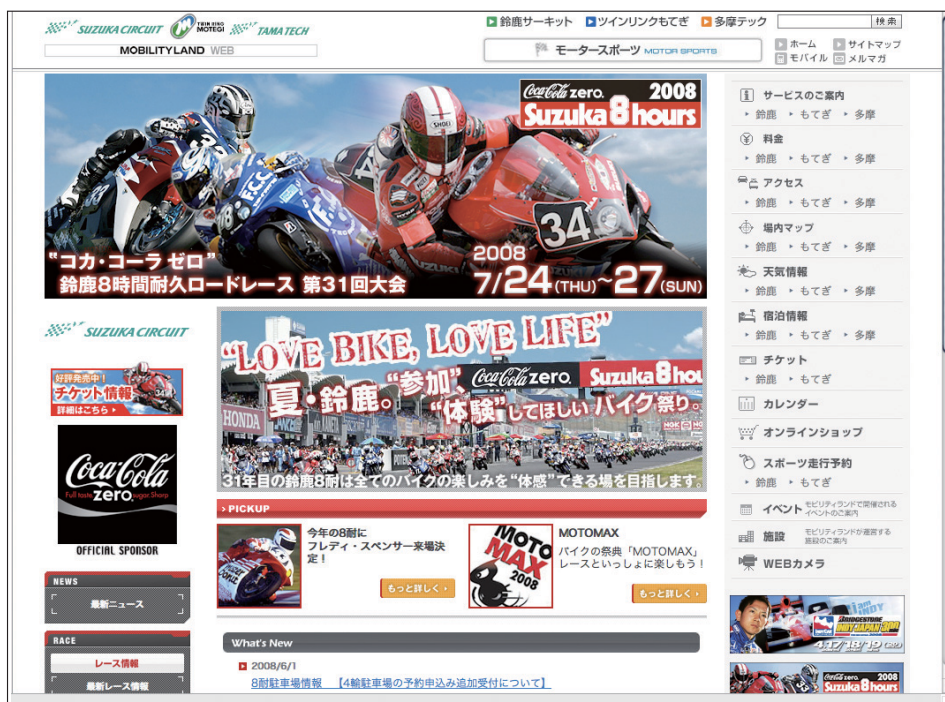 SUZUKA CIRCUIT
TWIN RING MOTEGI
TAMA TECH
鈴鹿サーキット
ツインリンクもてぎ
多摩テック
検索
MOBILITYLAND WEB
モータースポーツ MOTOR SPORTS
ホーム
サイトマップ
モバイル
メルマガ
Coca-Cola zero. 2008
Suzuka 8 hours
SHOEI
F.C.C.
34
"コカ・コーラ ゼロ"
鈴鹿8時間耐久ロードレース 第31回大会
2008
7/24(THU)~27(SUN)
サービスのご案内
鈴鹿 もてぎ 多摩
料金
鈴鹿 もてぎ 多摩
アクセス
鈴鹿 もてぎ 多摩
場内マップ
鈴鹿 もてぎ 多摩
天気情報
鈴鹿 もてぎ 多摩
宿泊情報
鈴鹿 もてぎ 多摩
チケット
鈴鹿 もてぎ
カレンダー
オンラインショップ
スポーツ走行予約
鈴鹿 もてぎ
イベント モビリティランドで開催されるイベントのご案内
施設 モビリティランドが運営する施設のご案内
WEBカメラ
SUZUKA CIRCUIT
好評発売中!
チケット情報
詳細はこちら
Coca-Cola
Full taste. zero sugar. Sharp
OFFICIAL SPONSOR
NEWS
最新ニュース
RACE
レース情報
最新レース情報
"LOVE BIKE, LOVE LIFE"
夏・鈴鹿。"参加"、
"体験"してほしいバイク祭り。
Coca-Cola zero. Suzuka 8 hou
HONDA
31年目の鈴鹿8耐は全てのバイクの楽しみを"体感"できる場を目指します。
PICKUP
今年の8耐に
フレディ・スペンサー来場決
定!
もっと詳しく
MOTO MAX 2008
MOTOMAX
バイクの祭典「MOTOMAX」
レースといっしょに楽しもう!
もっと詳しく
What's New
2008/6/1
8耐駐車場情報 【4輪駐車場の予約申込み追加受付について】
BRIDGESTONE
INDY JAPAN 300
4.17/18/19
Coca-Cola zero. 2008
Suzuka 8 hours